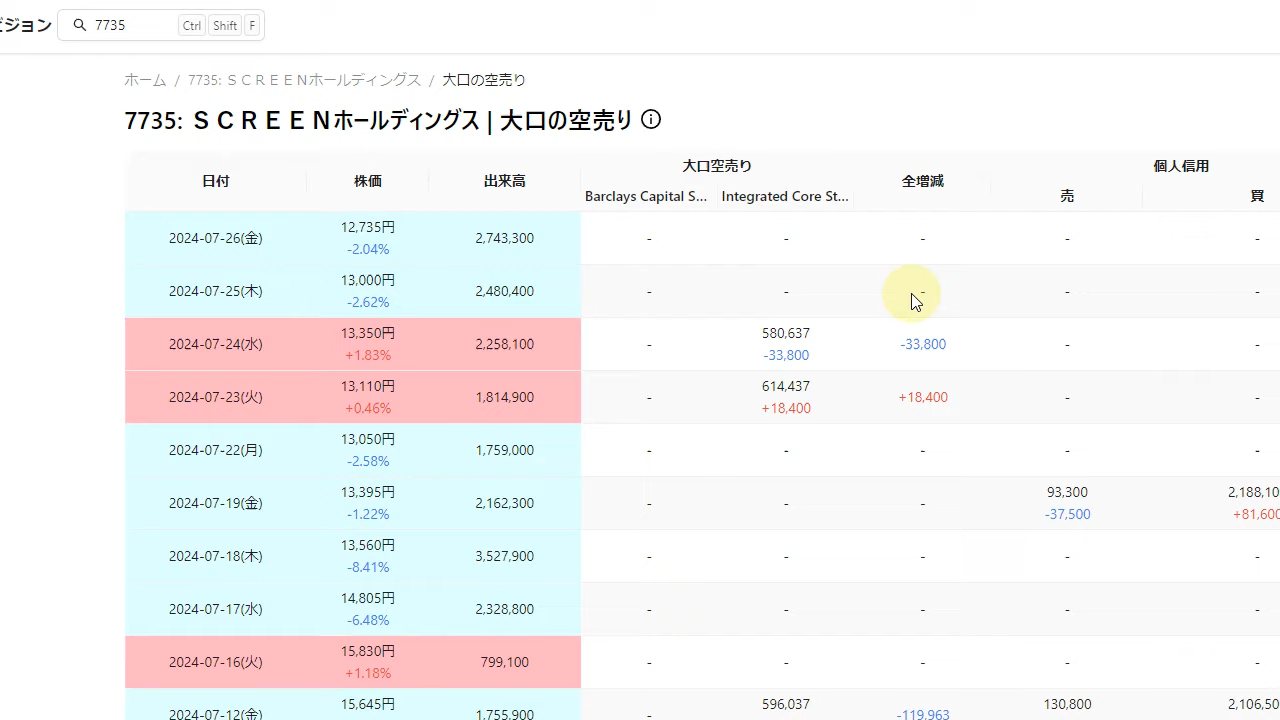 ビジョン 7735 Ctrl Shift F
ホーム / 7735: ＳＣＲＥＥＮホールディングス / 大口の空売り
7735: ＳＣＲＥＥＮホールディングス | 大口の空売り
日付 株価 出来高 大口空売り 全増減 個人信用
Barclays Capital S... Integrated Core St... 売 買
2024-07-26(金) 12,735円 2,743,300 - - - - -
-2.04%
2024-07-25(木) 13,000円 2,480,400 - - - - -
-2.62%
2024-07-24(水) 13,350円 2,258,100 - 580,637 -33,800 - -
+1.83% -33,800
2024-07-23(火) 13,110円 1,814,900 - 614,437 +18,400 - -
+0.46% +18,400
2024-07-22(月) 13,050円 1,759,000 - - - - -
-2.58%
2024-07-19(金) 13,395円 2,162,300 - - - 93,300 2,188,10
-1.22% -37,500 +81,600
2024-07-18(木) 13,560円 3,527,900 - - - - -
-8.41%
2024-07-17(水) 14,805円 2,328,800 - - - - -
-6.48%
2024-07-16(火) 15,830円 799,100 - - - - -
+1.18%
2024-07-12(金) 15,645円 1,755,900 - 596,037 -119,963 130,800 2,106,50